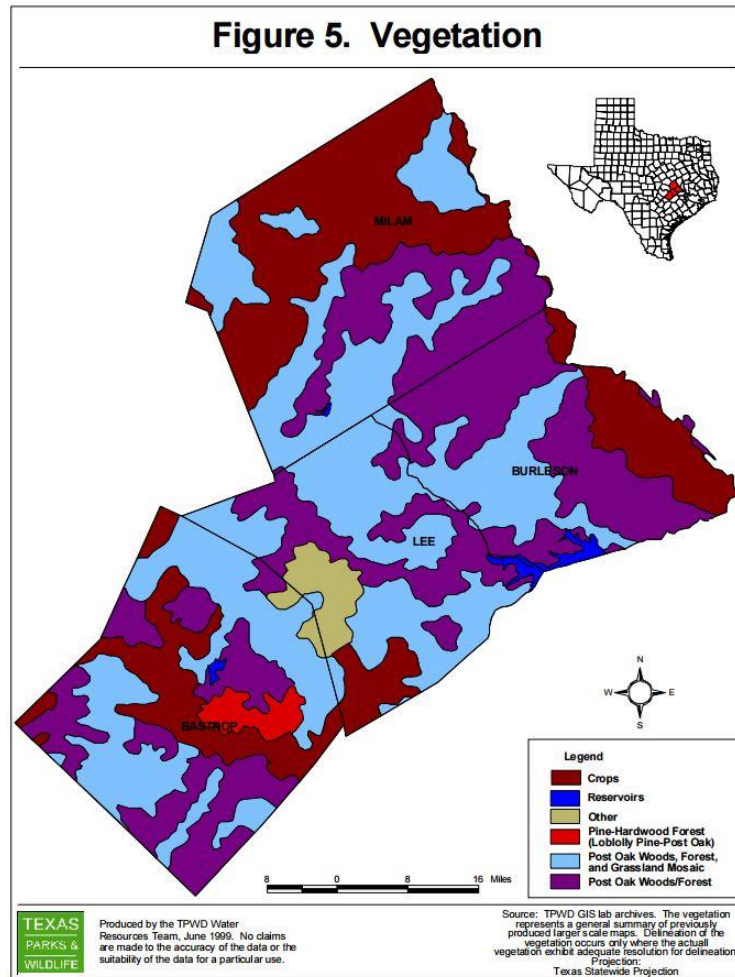 Figure 5. Vegetation
MILAM
BURLESON
LEE
BASTROP
N
W E
S
Legend
Crops
Reservoirs
Other
Pine-Hardwood Forest
(Loblolly Pine-Post Oak)
Post Oak Woods, Forest,
and Grassland Mosaic
Post Oak Woods/Forest
8 0 8 16 Miles
TEXAS
PARKS &
WILDLIFE
Produced by the TPWD Water
Resources Team, June 1999. No claims
are made to the accuracy of the data or the
suitability of the data for a particular use.
Source: TPWD GIS lab archives. The vegetation
represents a general summary of previously
produced larger scale maps. Delineation of the
vegetation occurs only where the actuall
vegetation exhibit adequate resolution for delineation
Projection:
Texas Statewide Projection